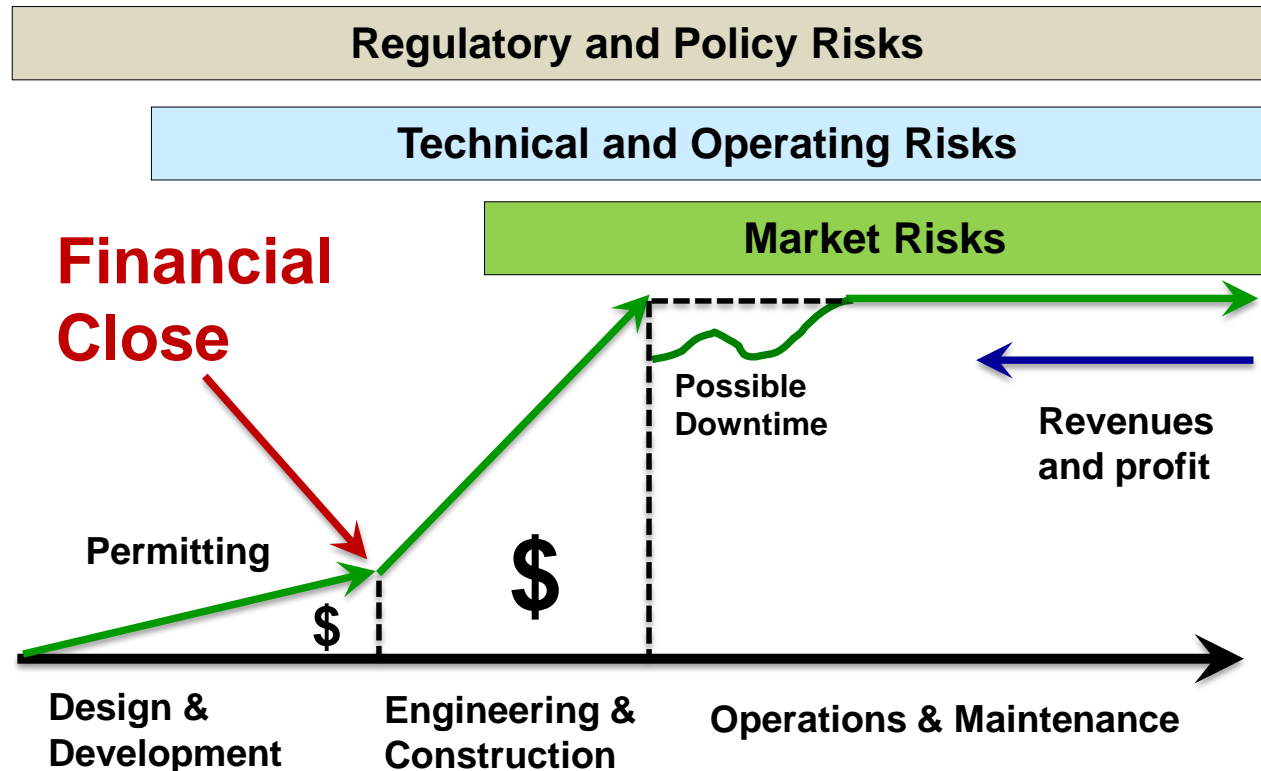 Regulatory and Policy Risks
Technical and Operating Risks
Market Risks
Financial
Close
Possible
Downtime
Revenues
and profit
Permitting
$
$
Design &
Development
Engineering &
Construction
Operations & Maintenance